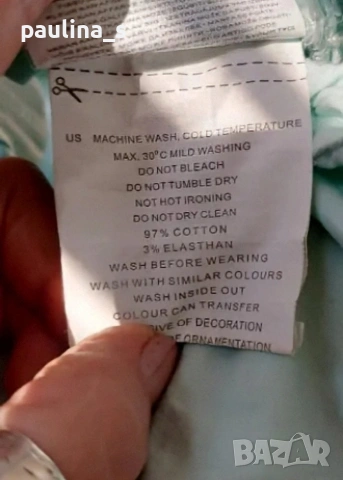 paulina_s
US MACHINE WASH, COLD TEMPERATURE
MAX. 30°C MILD WASHING
DO NOT BLEACH
DO NOT TUMBLE DRY
NOT HOT IRONING
DO NOT DRY CLEAN
97% COTTON
3% ELASTHAN
WASH BEFORE WEARING
WASH WITH SIMILAR COLOURS
WASH INSIDE OUT
COLOUR CAN TRANSFER
OF DECORATION
OF ORNAMENTATION
BAZAR